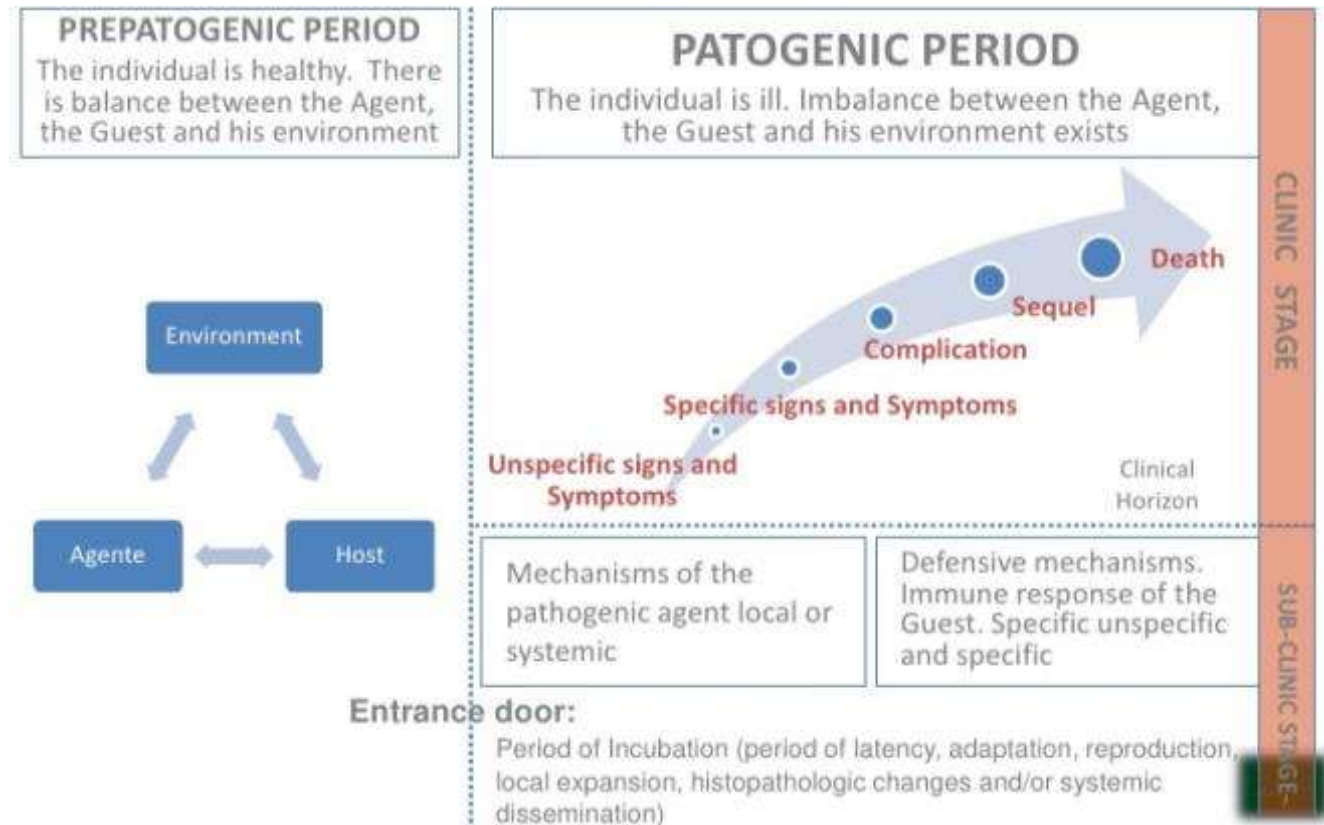 PREPATOGENIC PERIOD
The individual is healthy. There
is balance between the Agent,
the Guest and his environment
PATOGENIC PERIOD
The individual is ill. Imbalance between the Agent,
the Guest and his environment exists
Environment
Agente
Host
Death
Sequel
Complication
Specific signs and Symptoms
Unspecific signs and
Symptoms
Clinical
Horizon
CLINIC STAGE
Mechanisms of the
pathogenic agent local or
systemic
Defensive mechanisms.
Immune response of the
Guest. Specific unspecific
and specific
SUB-CLINIC STAGE-
Entrance door:
Period of Incubation (period of latency, adaptation, reproduction,
local expansion, histopathologic changes and/or systemic
dissemination)